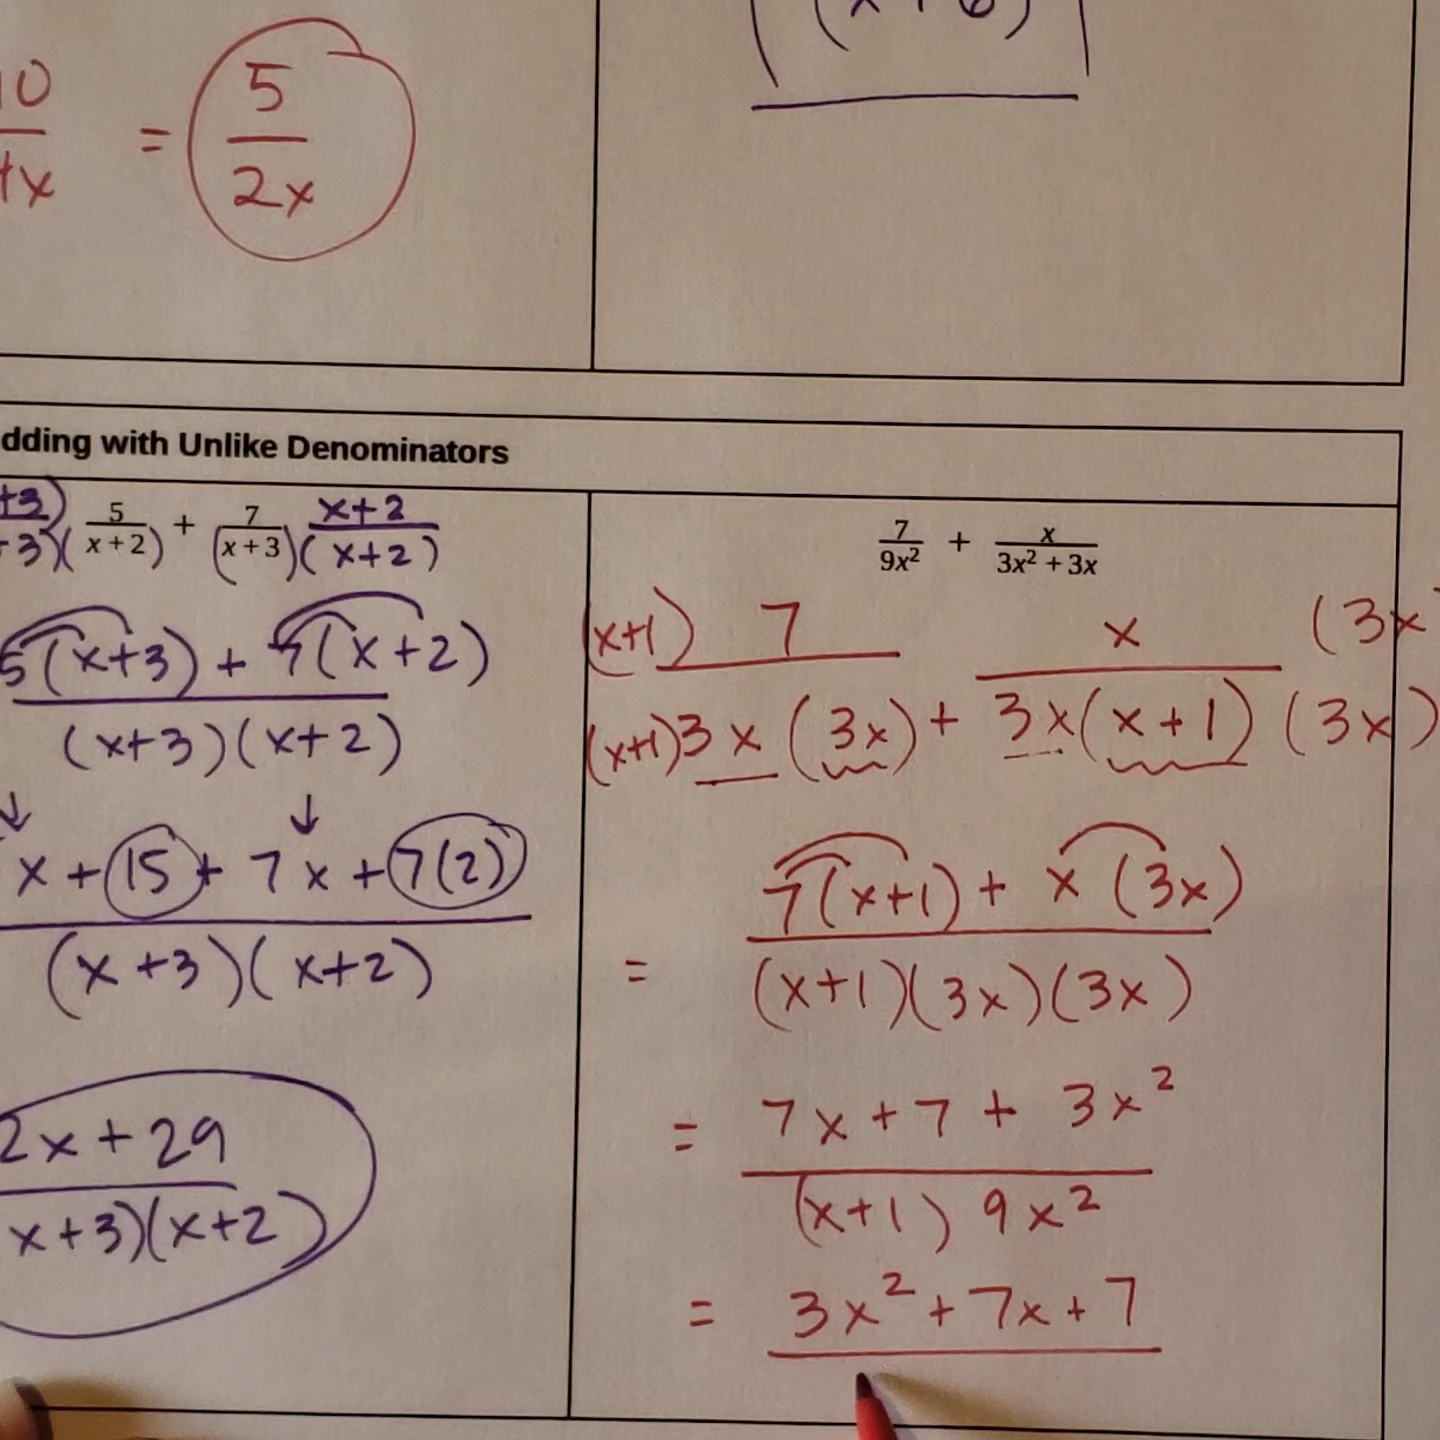 (x+6)
10/4x = 5/2x
dding with Unlike Denominators
+3)/+3)( 5/x + 2) + 7/(x + 3)( x+2/x+2)
5(x+3) + 7(x+2)
(x+3)(x+2)
↓ ↓
x + 15 + 7x + 7(2)
(x+3)(x+2)
2x + 29
x+3)(x+2)
7/9x² + x/3x² + 3x
(x+1) 7 x (3x
(x+1)3x (3x) + 3x(x+1) (3x)
7(x+1) + x(3x)
=
(x+1)(3x)(3x)
= 7x + 7 + 3x²
(x+1) 9x²
= 3x² + 7x + 7